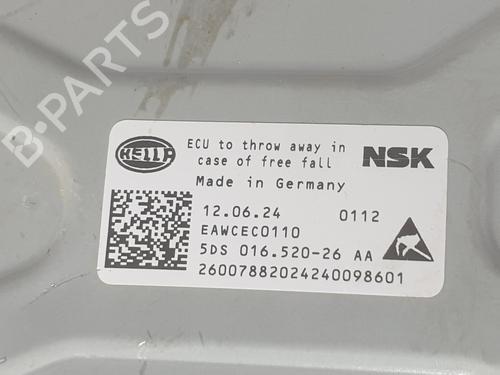 B-PARTS
HELLA
ECU to throw away in
case of free fall
NSK
Made in Germany
12.06.24 0112
EAWCEC0110
5DS 016.520-26 AA
26007882024240098601